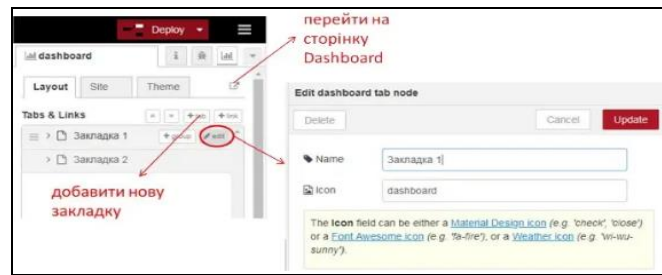 Deploy
перейти на
сторінку
Dashboard
dashboard
i
Layout
Site
Theme
Tabs & Links
+ tab
+ link
Закладка 1
+ group
edit
Закладка 2
добавити нову
закладку
Edit dashboard tab node
Delete
Cancel
Update
Name
Закладка 1
Icon
dashboard
The Icon field can be either a Material Design icon (e.g. 'check', 'close')
or a Font Awesome icon (e.g. 'fa-fire'), or a Weather icon (e.g. 'wi-wu-
sunny').